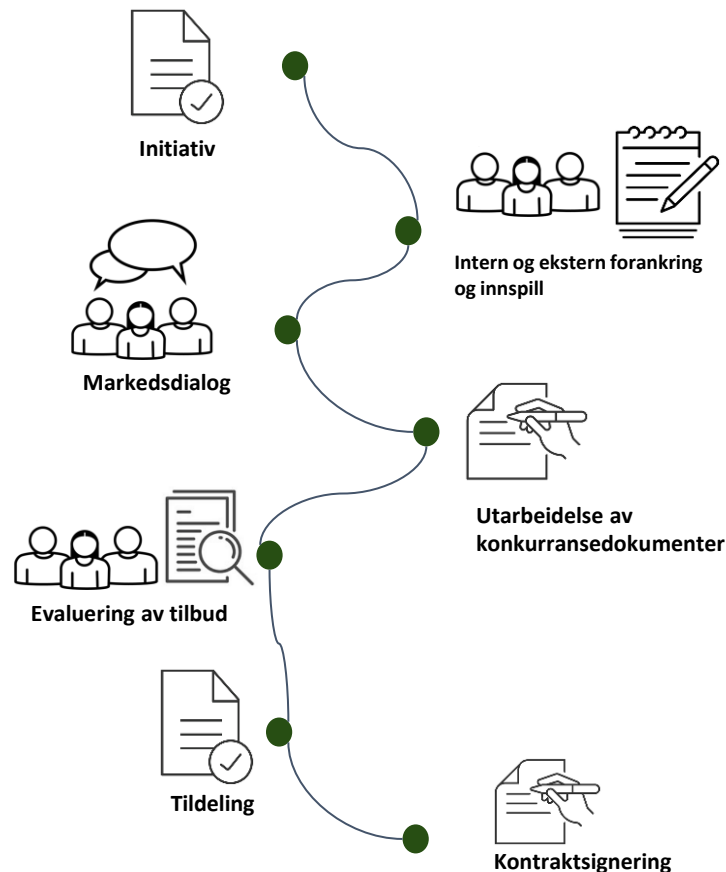 Initiativ
Intern og ekstern forankring
og innspill
Markedsdialog
Utarbeidelse av
konkurransedokumenter
Evaluering av tilbud
Tildeling
Kontraktsignering